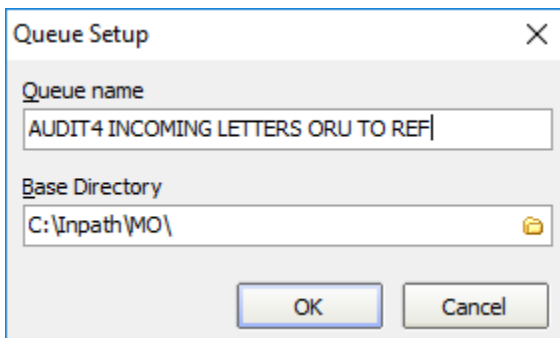 Queue Setup
Queue name
AUDIT4 INCOMING LETTERS ORU TO REF
Base Directory
C:\Inpath\MO\
OK Cancel